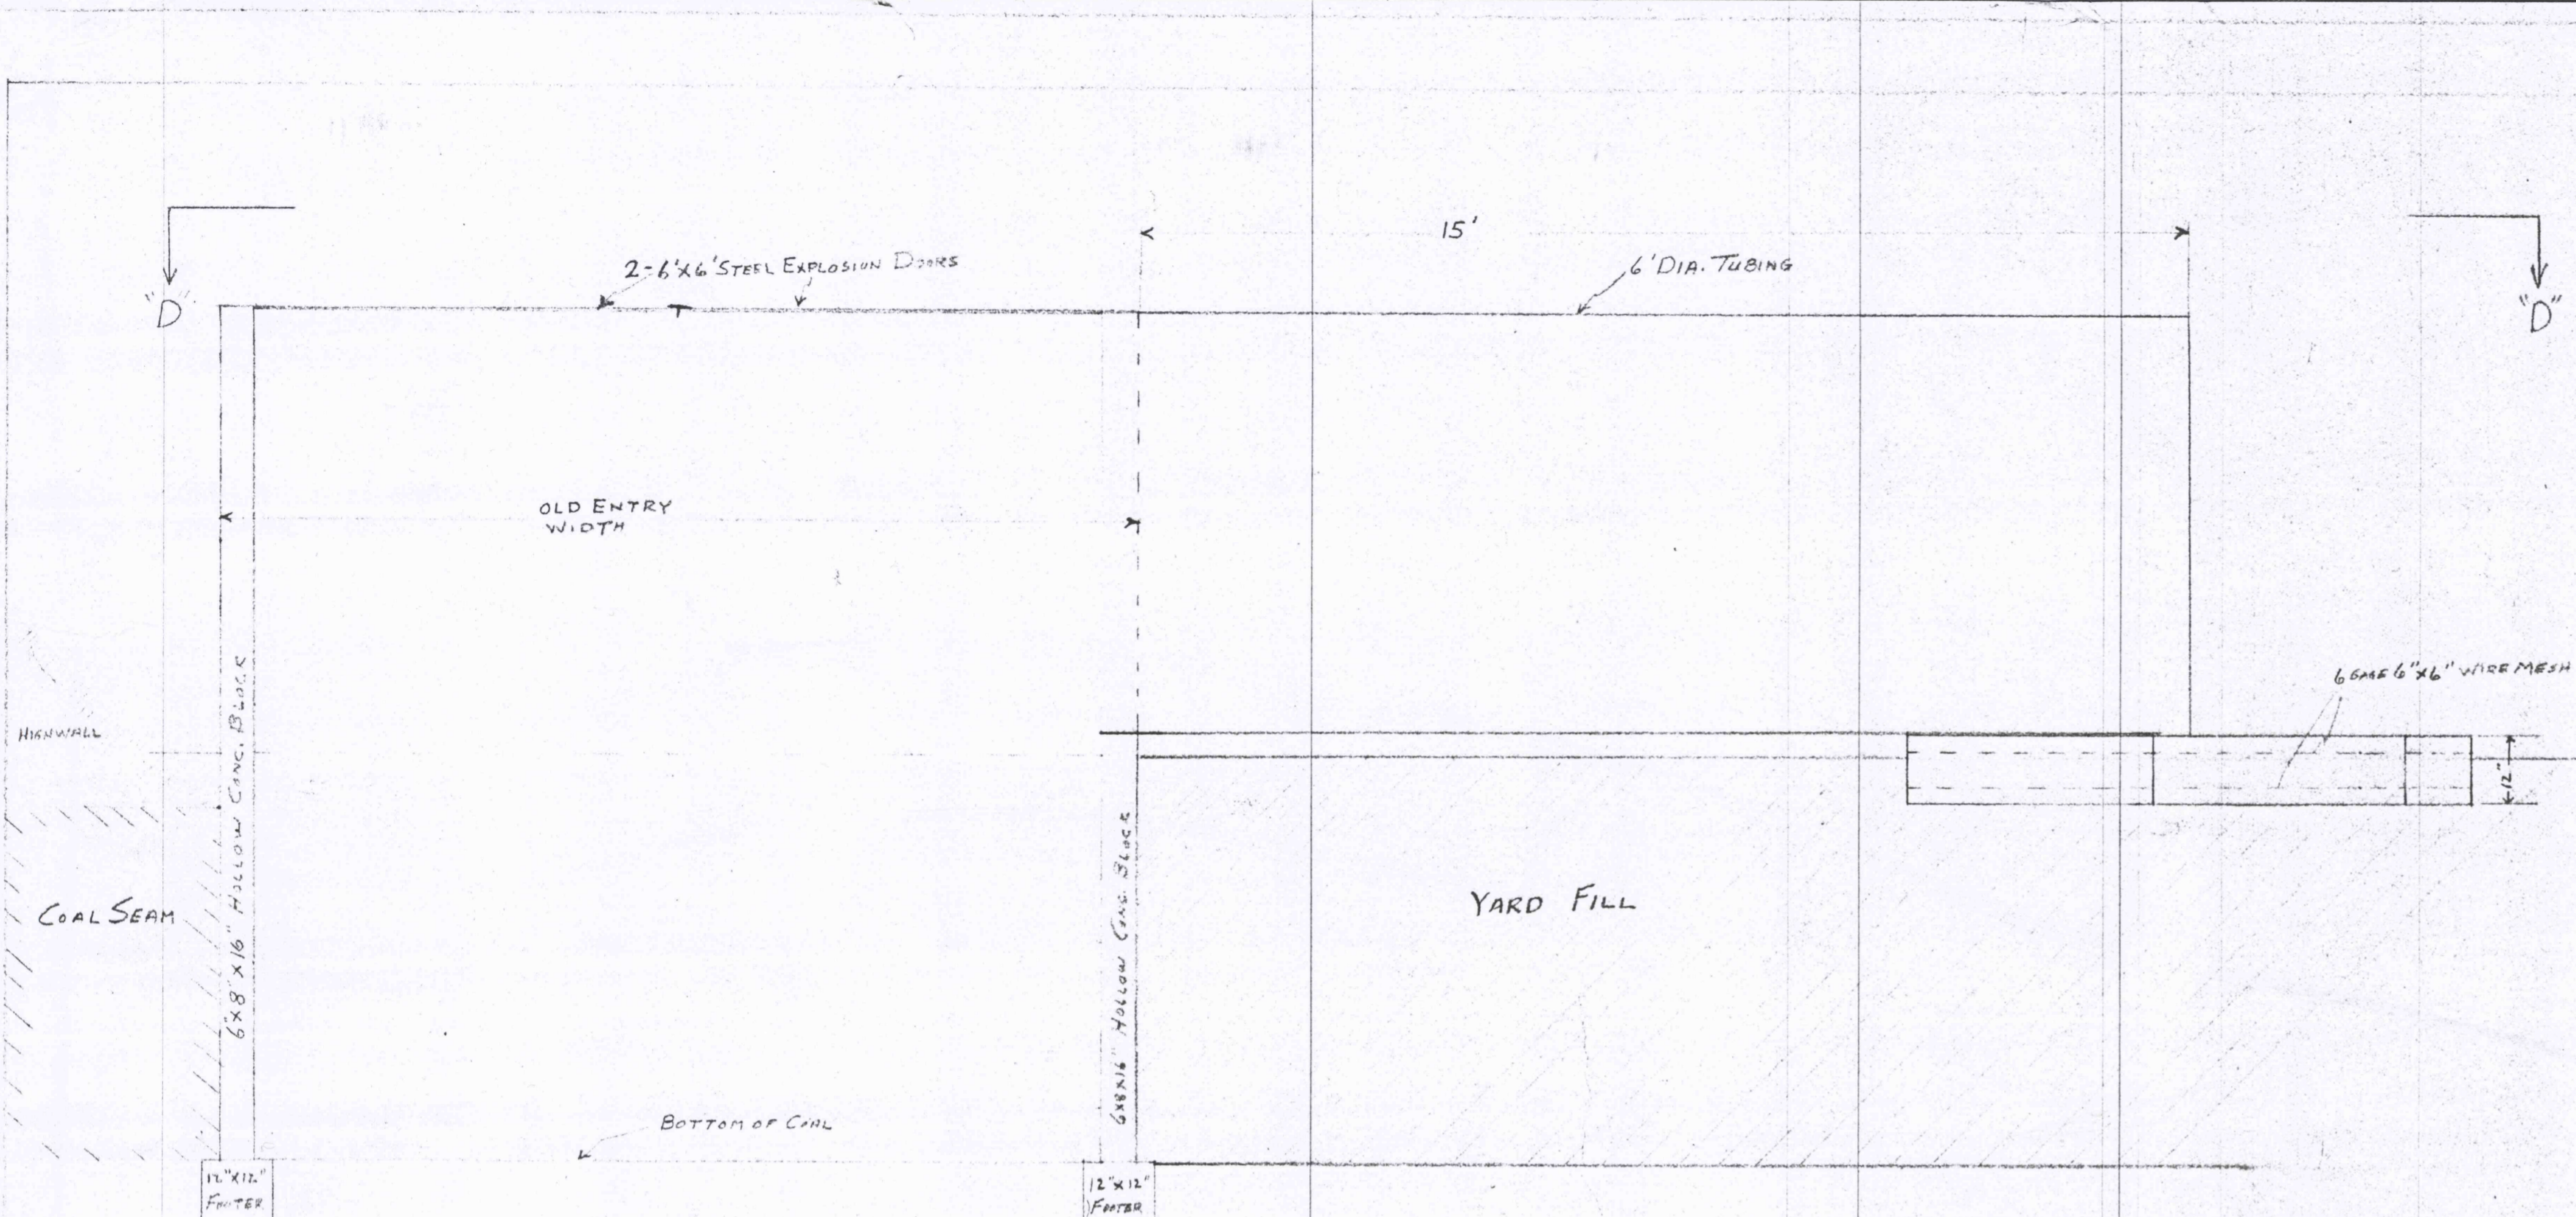 15'
2-6'X6' STEEL EXPLOSION DOORS
6' DIA. TUBING
"D"
"D"
OLD ENTRY
WIDTH
6 GAGE 6"X6" WIRE MESH
HIGHWALL
12"
6"X8"X16" HOLLOW CONC. BLOCK
6X8X16" HOLLOW CONC. BLOCK
COAL SEAM
YARD FILL
BOTTOM OF COAL
12"X12"
FOOTER
12"X12"
FOOTER